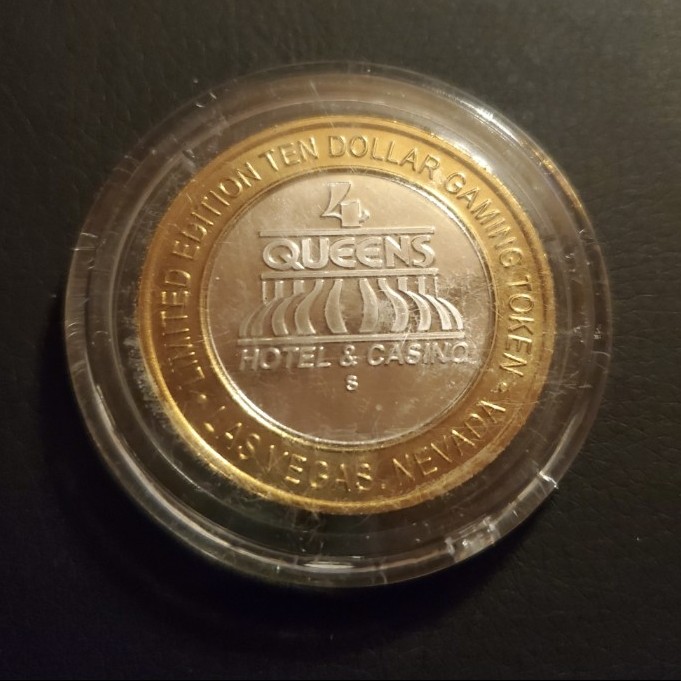 LIMITED EDITION TEN DOLLAR GAMING TOKEN
4
QUEENS
HOTEL & CASINO
S
LAS VEGAS, NEVADA